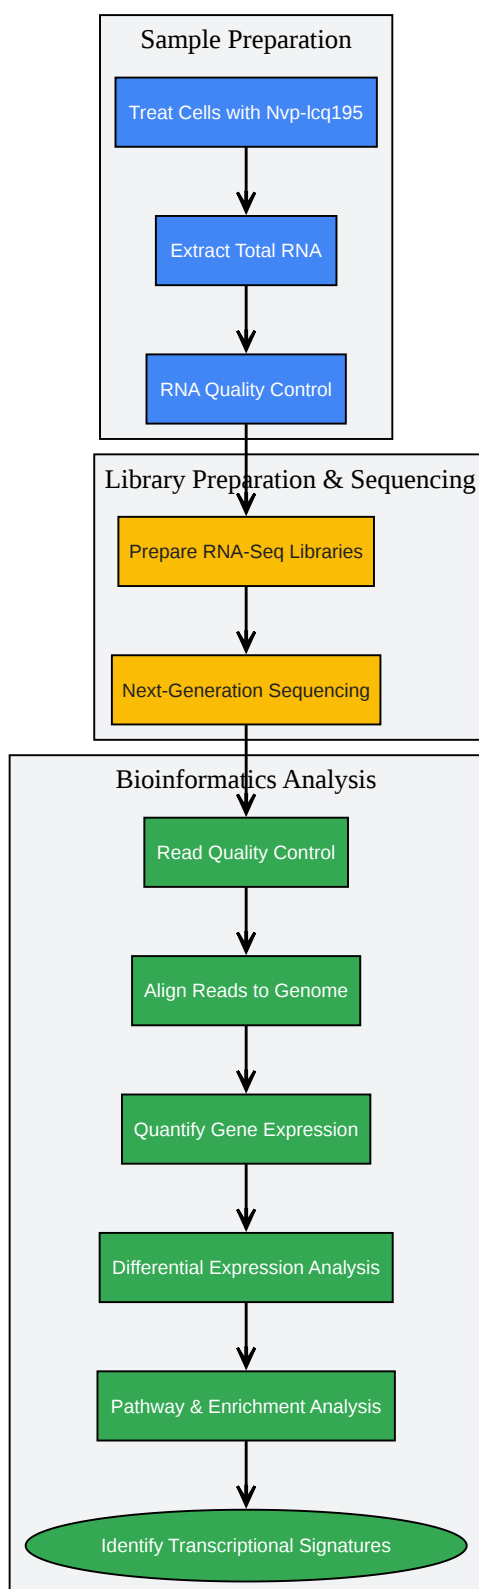 Sample Preparation
Treat Cells with Nvp-lcq195
Extract Total RNA
RNA Quality Control
Library Preparation & Sequencing
Prepare RNA-Seq Libraries
Next-Generation Sequencing
Bioinformatics Analysis
Read Quality Control
Align Reads to Genome
Quantify Gene Expression
Differential Expression Analysis
Pathway & Enrichment Analysis
Identify Transcriptional Signatures